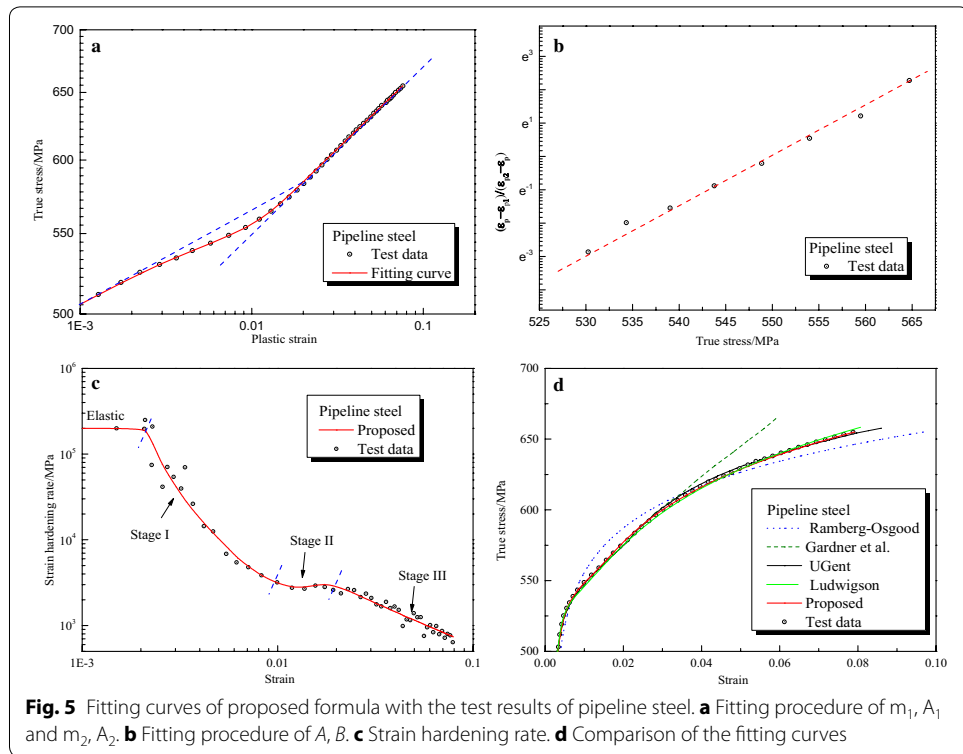 a
700
650
600
550
500
True stress/MPa
1E-3
0.01
0.1
Plastic strain
Pipeline steel
Test data
Fitting curve
b
e³
e¹
e⁻¹
e⁻³
(εp−εp1)/(εp2−εp)
525
530
535
540
545
550
555
560
565
True stress/MPa
Pipeline steel
Test data
c
10⁶
10⁵
10⁴
10³
Strain hardening rate/MPa
Elastic
Stage I
Stage II
Stage III
Pipeline steel
Proposed
Test data
1E-3
0.01
0.1
Strain
d
700
650
600
550
500
True stress/MPa
Pipeline steel
Ramberg-Osgood
Gardner et al.
UGent
Ludwigson
Proposed
Test data
0.00
0.02
0.04
0.06
0.08
0.10
Strain
Fig. 5 Fitting curves of proposed formula with the test results of pipeline steel. a Fitting procedure of m₁, A₁
and m₂, A₂. b Fitting procedure of A, B. c Strain hardening rate. d Comparison of the fitting curves